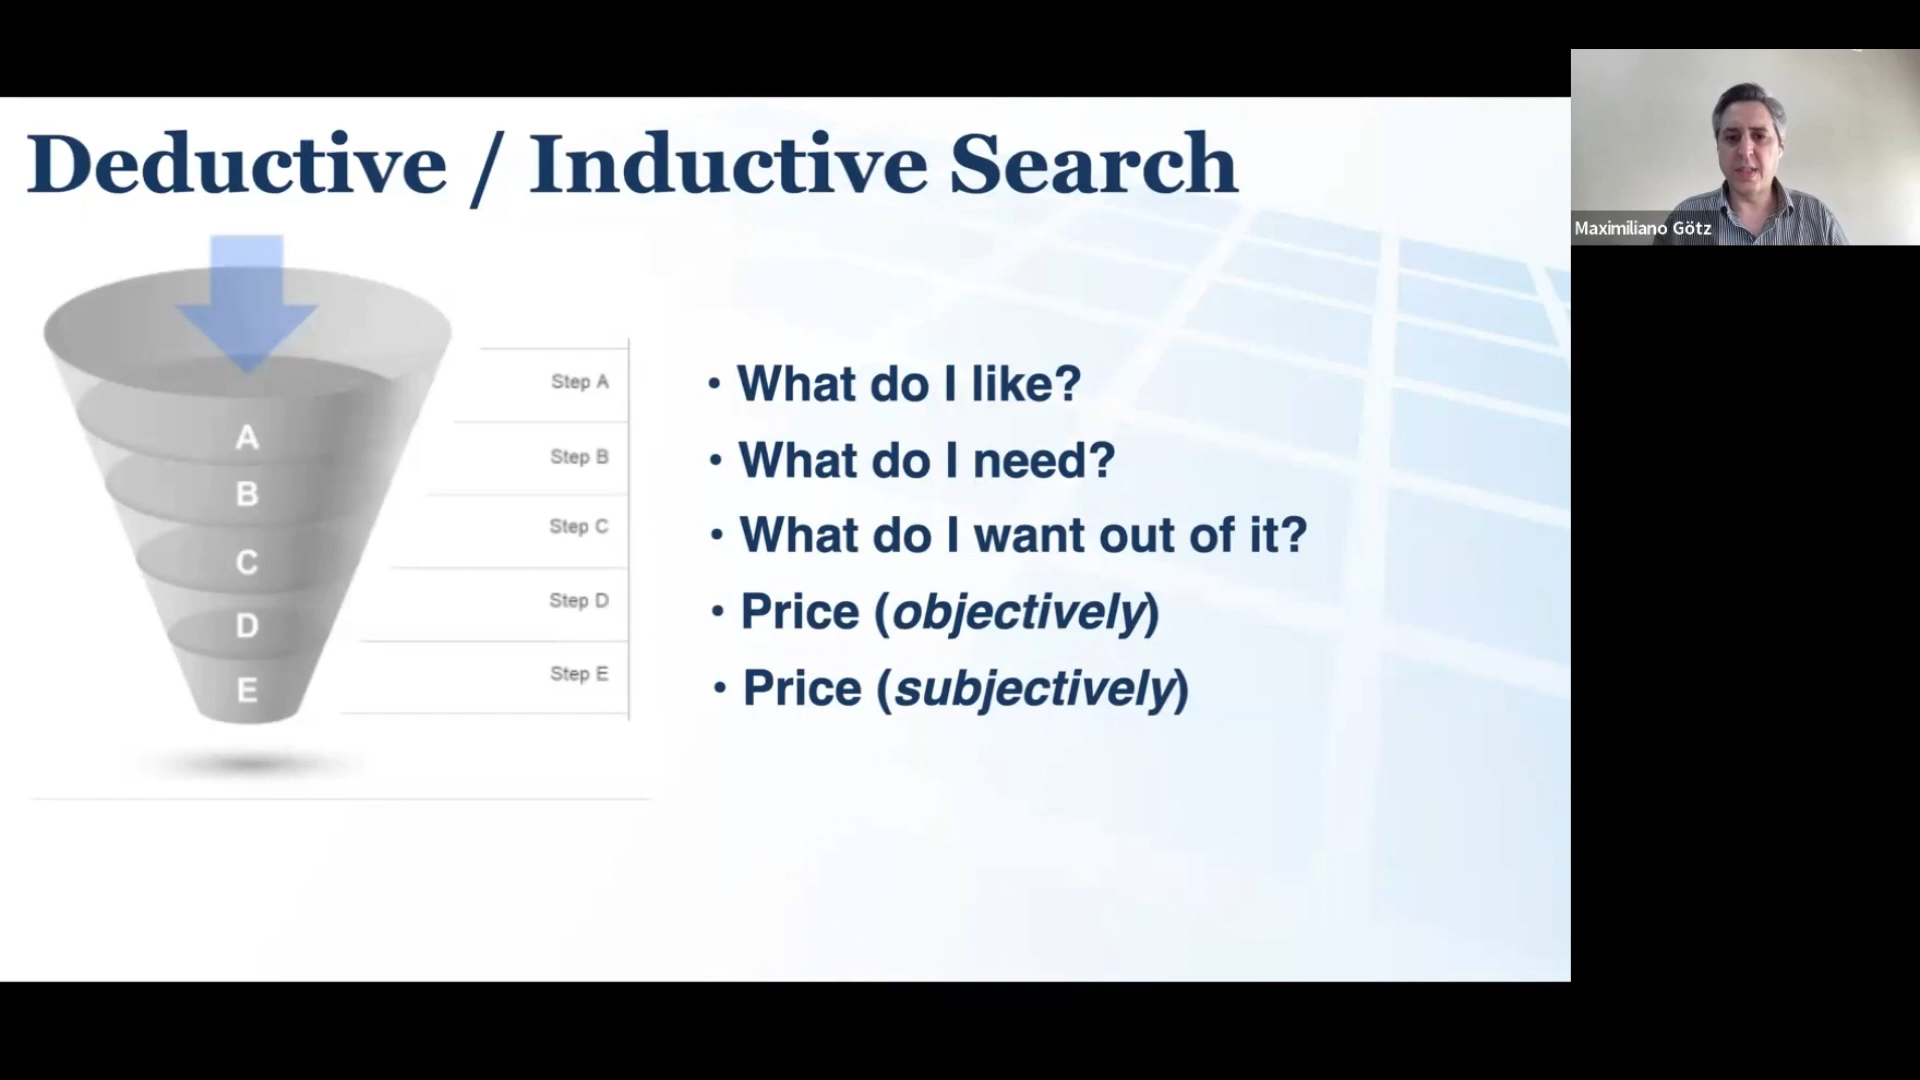 Deductive / Inductive Search
A
B
C
D
E
Step A
Step B
Step C
Step D
Step E
• What do I like?
• What do I need?
• What do I want out of it?
• Price (objectively)
• Price (subjectively)
Maximiliano Götz